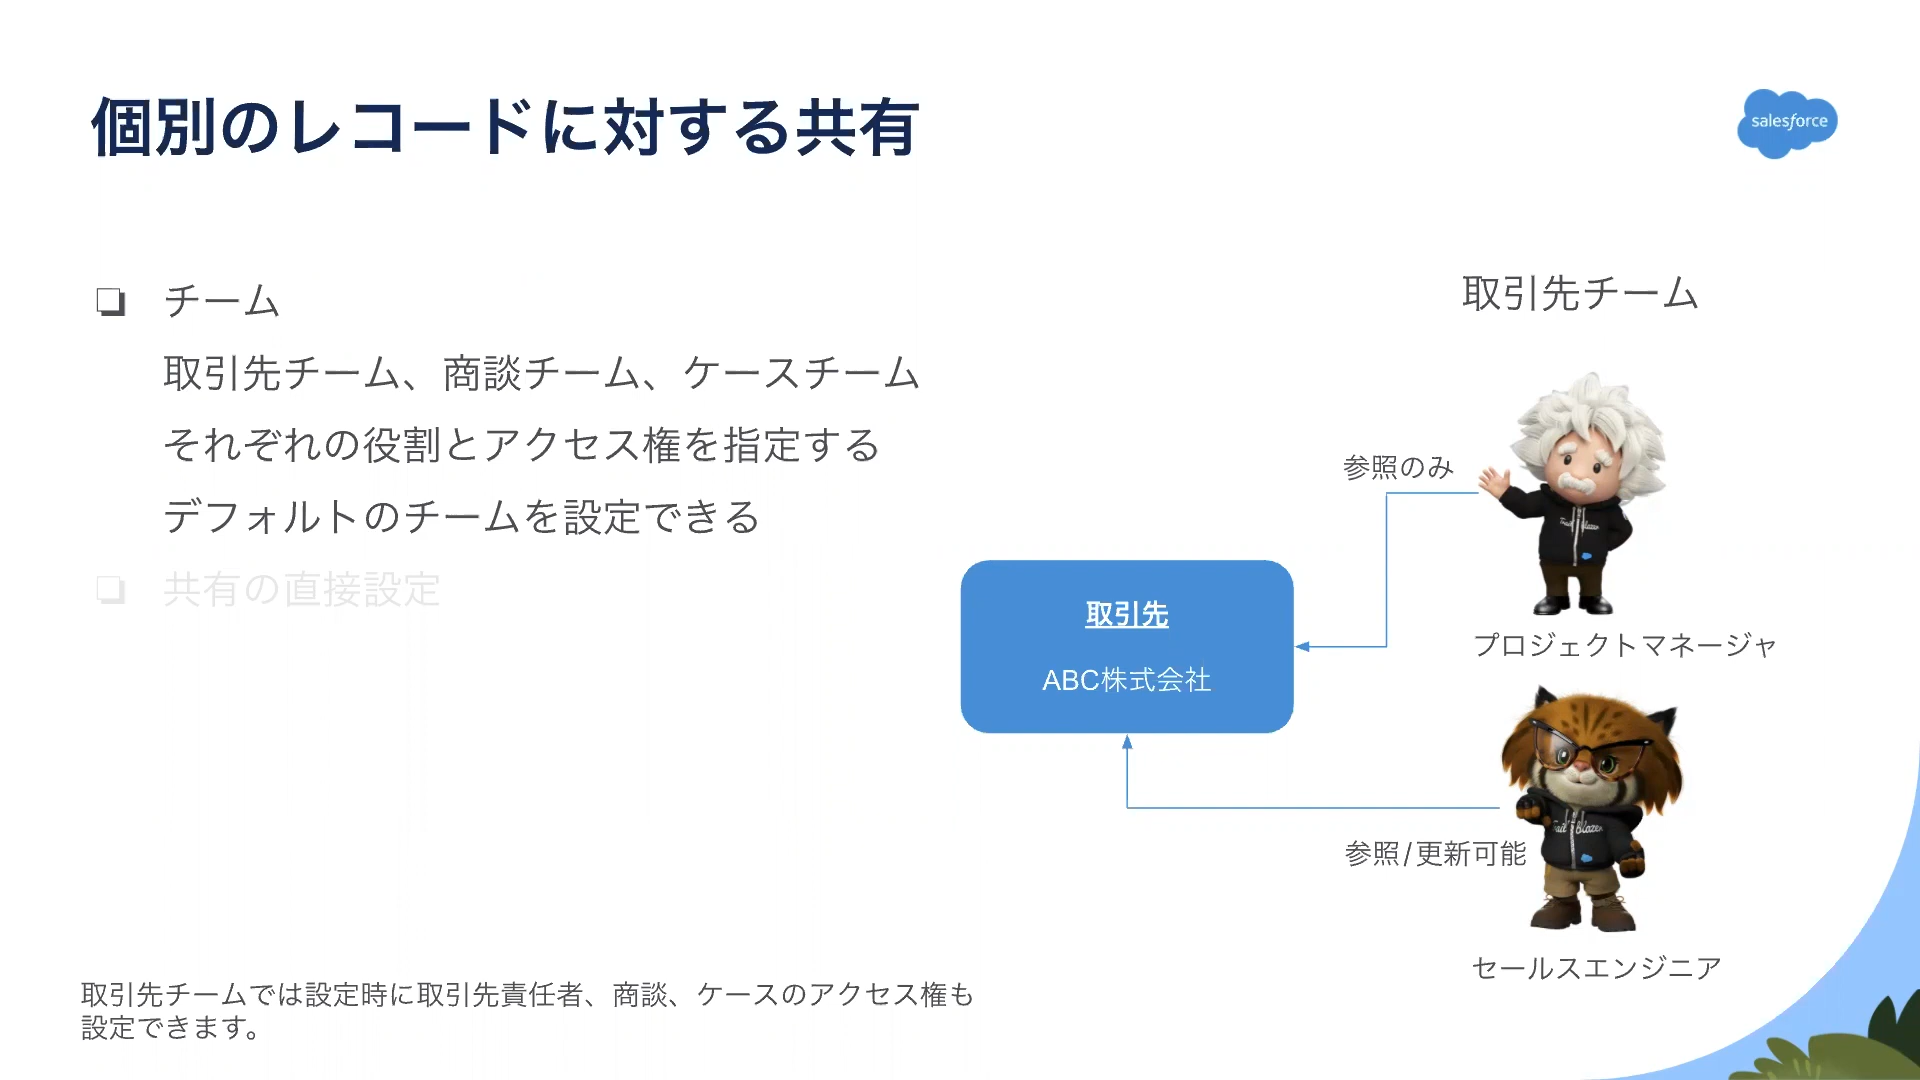 個別のレコードに対する共有
salesforce
チーム
取引先チーム、商談チーム、ケースチーム
それぞれの役割とアクセス権を指定する
デフォルトのチームを設定できる
共有の直接設定
取引先チーム
参照のみ
プロジェクトマネージャ
取引先
ABC株式会社
参照/更新可能
セールスエンジニア
取引先チームでは設定時に取引先責任者、商談、ケースのアクセス権も
設定できます。